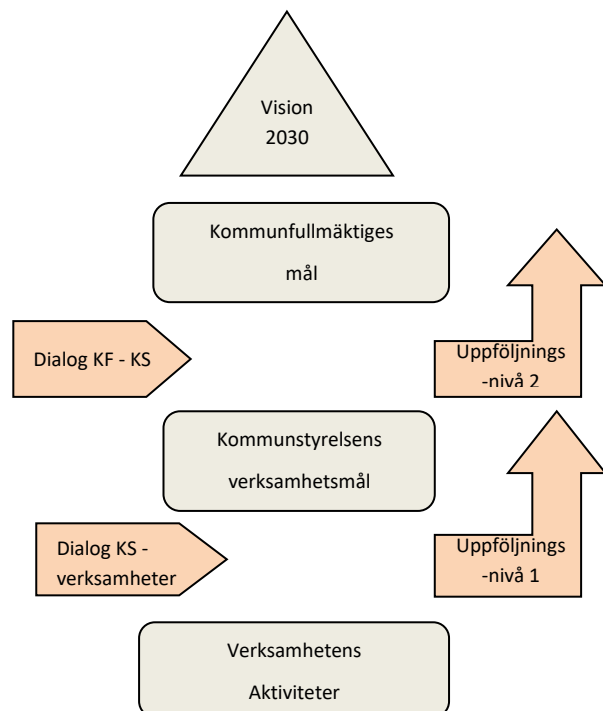 Vision
2030
Kommunfullmäktiges
mål
Dialog KF - KS
Uppföljnings
-nivå 2
Kommunstyrelsens
verksamhetsmål
Dialog KS -
verksamheter
Uppföljnings
-nivå 1
Verksamhetens
Aktiviteter